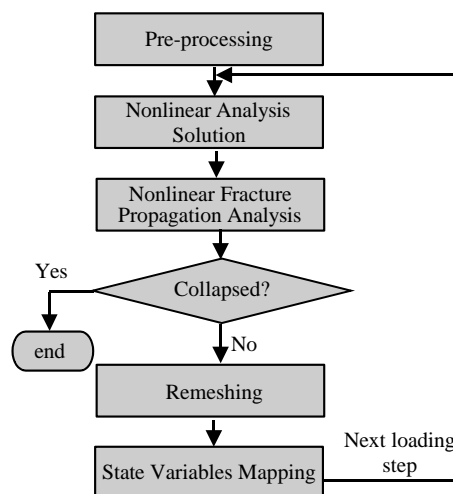 Pre-processing
Nonlinear Analysis
Solution
Nonlinear Fracture
Propagation Analysis
Yes
Collapsed?
end
No
Remeshing
Next loading
step
State Variables Mapping